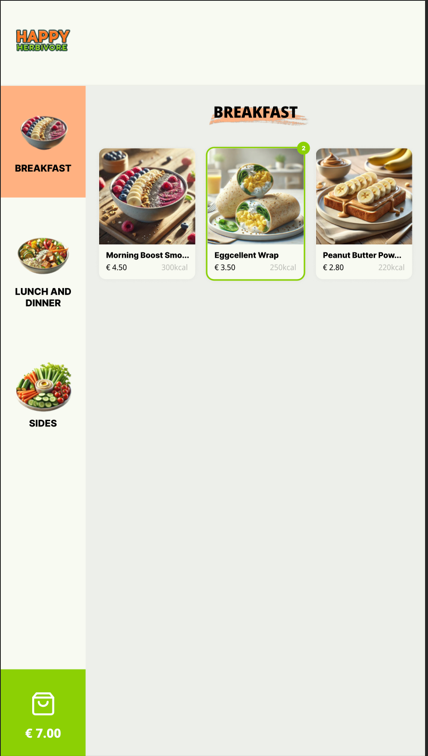 HAPPY
HERBIVORE
BREAKFAST
LUNCH AND
DINNER
SIDES
€ 7.00
BREAKFAST
2
Morning Boost Smo...
€ 4.50 300kcal
Eggcellent Wrap
€ 3.50 250kcal
Peanut Butter Pow...
€ 2.80 220kcal